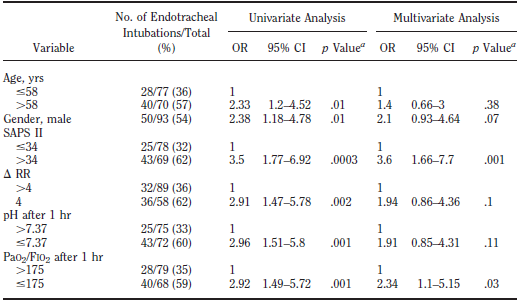 No. of Endotracheal Univariate Analysis Multivariate Analysis
Intubations/Total
Variable (%) OR 95% CI p Valueᵃ OR 95% CI p Valueᵃ
Age, yrs
≤58 28/77 (36) 1 1
>58 40/70 (57) 2.33 1.2–4.52 .01 1.4 0.66–3 .38
Gender, male 50/93 (54) 2.38 1.18–4.78 .01 2.1 0.93–4.64 .07
SAPS II
≤34 25/78 (32) 1 1
>34 43/69 (62) 3.5 1.77–6.92 .0003 3.6 1.66–7.7 .001
Δ RR
>4 32/89 (36) 1 1
4 36/58 (62) 2.91 1.47–5.78 .002 1.94 0.86–4.36 .1
pH after 1 hr
>7.37 25/75 (33) 1 1
≤7.37 43/72 (60) 2.96 1.51–5.8 .001 1.91 0.85–4.31 .11
PaO₂/FIO₂ after 1 hr
>175 28/79 (35) 1 1
≤175 40/68 (59) 2.92 1.49–5.72 .001 2.34 1.1–5.15 .03